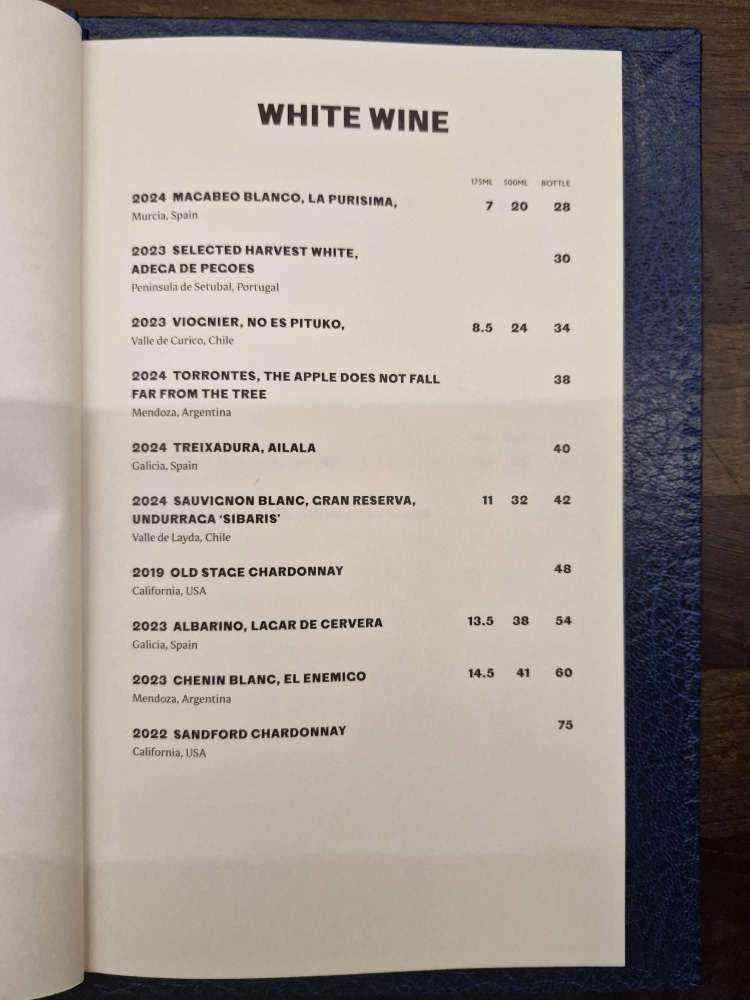 WHITE WINE
175ML 500ML BOTTLE
2024 MACABEO BLANCO, LA PURISIMA, 7 20 28
Murcia, Spain
2023 SELECTED HARVEST WHITE, 30
ADEGA DE PEGOES
Peninsula de Setubal, Portugal
2023 VIOGNIER, NO ES PITUKO, 8.5 24 34
Valle de Curico, Chile
2024 TORRONTES, THE APPLE DOES NOT FALL 38
FAR FROM THE TREE
Mendoza, Argentina
2024 TREIXADURA, AILALA 40
Galicia, Spain
2024 SAUVIGNON BLANC, GRAN RESERVA, 11 32 42
UNDURRAGA ‘SIBARIS’
Valle de Layda, Chile
2019 OLD STAGE CHARDONNAY 48
California, USA
2023 ALBARINO, LAGAR DE CERVERA 13.5 38 54
Galicia, Spain
2023 CHENIN BLANC, EL ENEMIGO 14.5 41 60
Mendoza, Argentina
2022 SANDFORD CHARDONNAY 75
California, USA